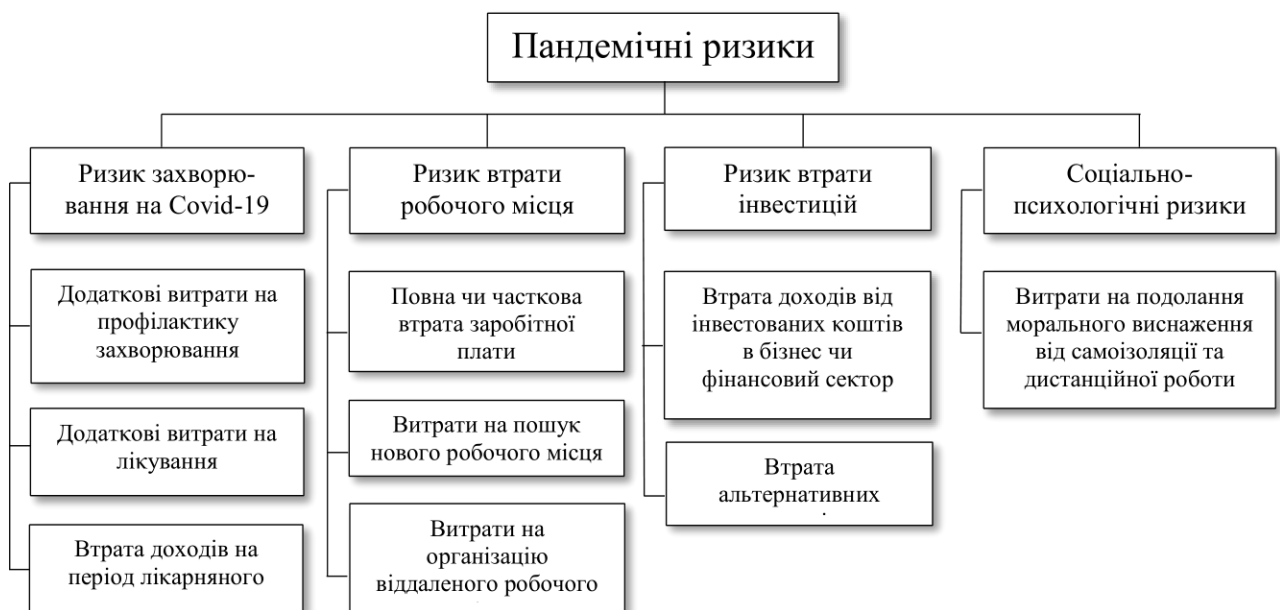 Пандемічні ризики
Ризик захворю-
вання на Covid-19
Додаткові витрати на
профілактику
захворювання
Додаткові витрати на
лікування
Втрата доходів на
період лікарняного
Ризик втрати
робочого місця
Повна чи часткова
втрата заробітної
плати
Витрати на пошук
нового робочого місця
Витрати на
організацію
віддаленого робочого
Ризик втрати
інвестицій
Втрата доходів від
інвестованих коштів
в бізнес чи
фінансовий сектор
Втрата
альтернативних
Соціально-
психологічні ризики
Витрати на подолання
морального виснаження
від самоізоляції та
дистанційної роботи